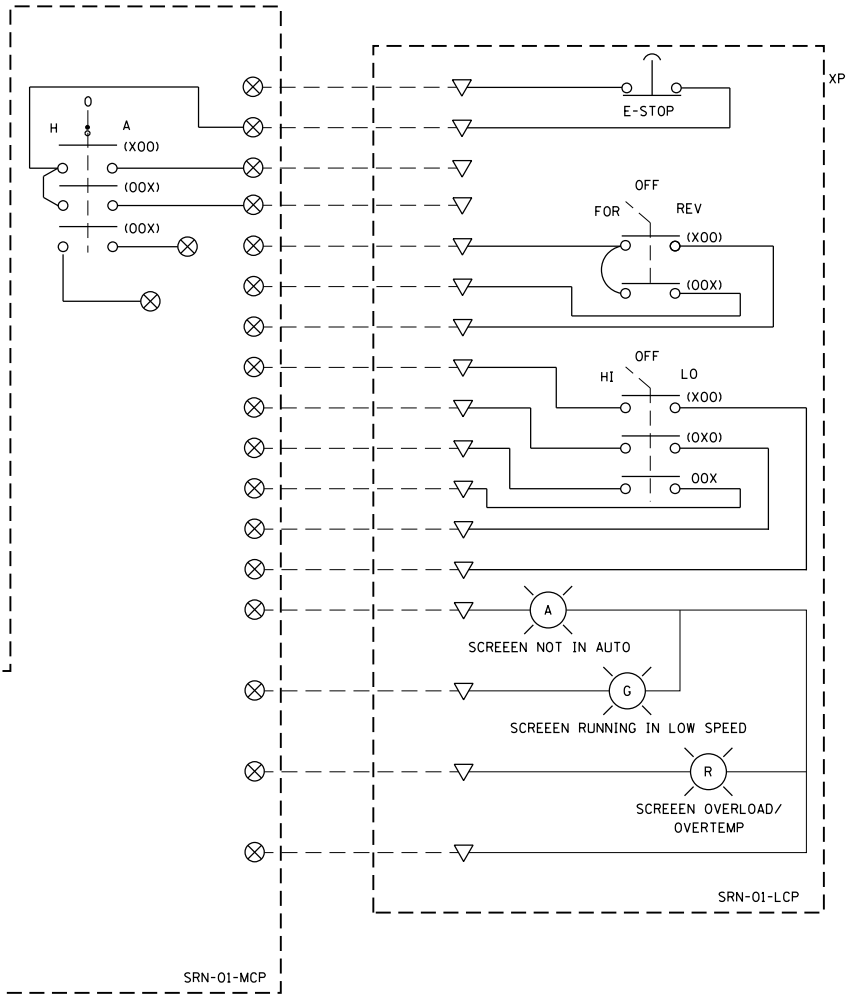 XP
E-STOP
O
H A
(XOO)
(OOX)
(OOX)
OFF
FOR REV
(XOO)
(OOX)
OFF
HI LO
(XOO)
(OXO)
OOX
A
SCREEEN NOT IN AUTO
G
SCREEEN RUNNING IN LOW SPEED
R
SCREEEN OVERLOAD/
OVERTEMP
SRN-01-LCP
SRN-01-MCP